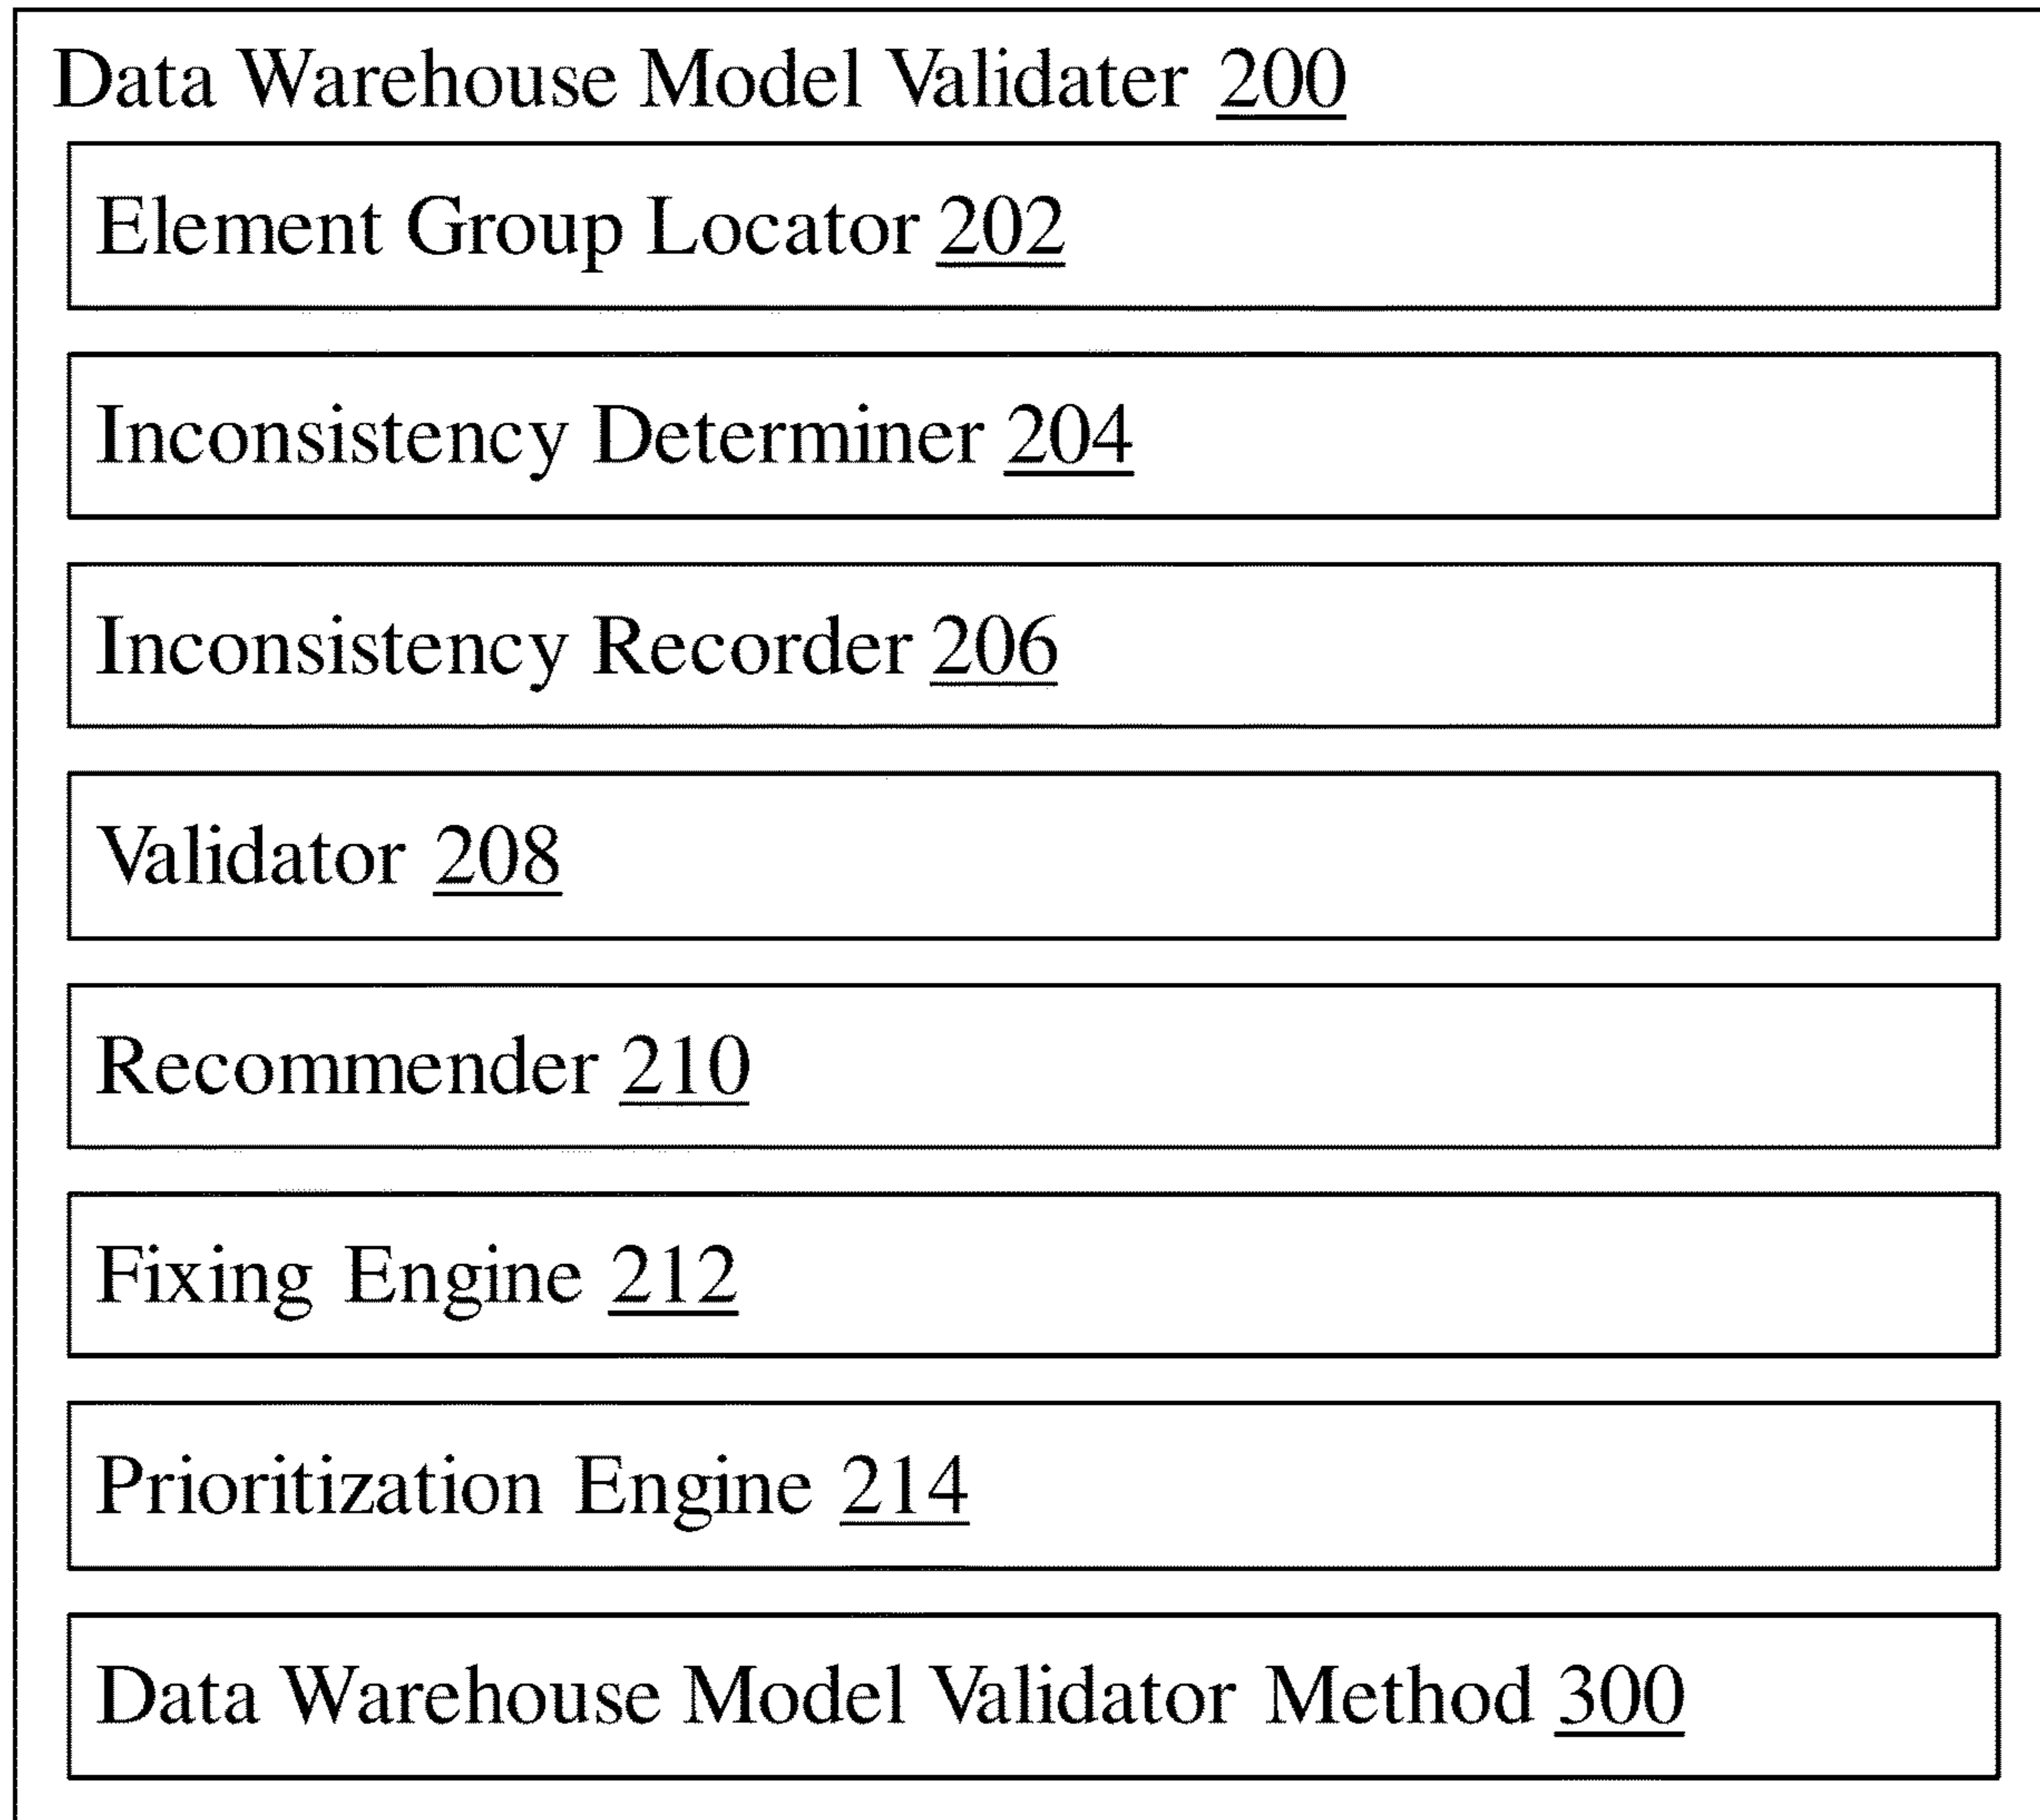 Data Warehouse Model Validater 200
Element Group Locator 202
Inconsistency Determiner 204
Inconsistency Recorder 206
Validator 208
Recommender 210
Fixing Engine 212
Prioritization Engine 214
Data Warehouse Model Validator Method 300